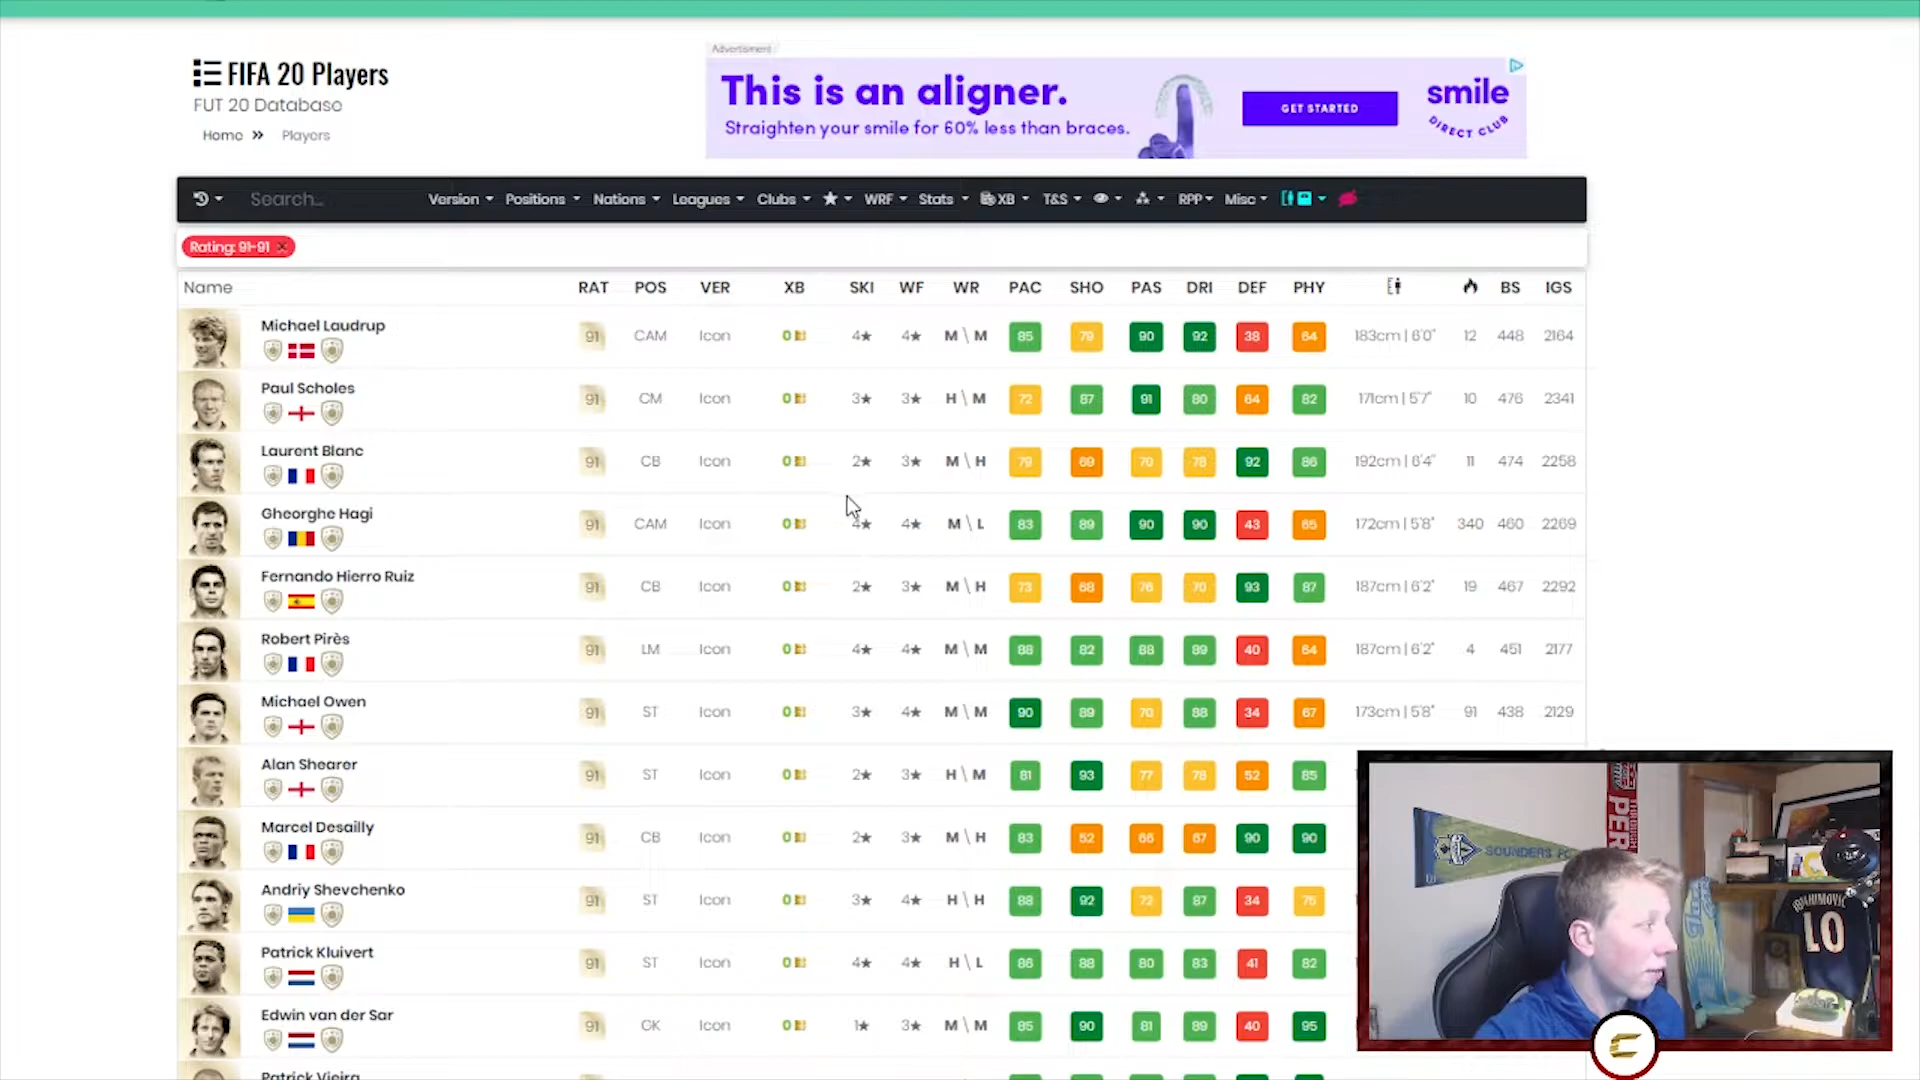 Advertisment
FIFA 20 Players
FUT 20 Database
Home » Players
This is an aligner.
Straighten your smile for 60% less than braces.
GET STARTED
smile
DIRECT CLUB
Search...
Version Positions Nations Leagues Clubs ★ WRF Stats XB T&S RPP Misc
Rating: 91-91 ×
Name RAT POS VER XB SKI WF WR PAC SHO PAS DRI DEF PHY BS IGS
Michael Laudrup 91 CAM Icon 0 4★ 4★ M \ M 85 79 90 92 38 64 183cm | 6'0" 12 448 2164
Paul Scholes 91 CM Icon 0 3★ 3★ H \ M 72 87 91 80 64 82 171cm | 5'7" 10 476 2341
Laurent Blanc 91 CB Icon 0 2★ 3★ M \ H 79 69 70 78 92 86 192cm | 6'4" 11 474 2258
Gheorghe Hagi 91 CAM Icon 0 4★ 4★ M \ L 83 89 90 90 43 65 172cm | 5'8" 340 460 2269
Fernando Hierro Ruiz 91 CB Icon 0 2★ 3★ M \ H 73 68 76 70 93 87 187cm | 6'2" 19 467 2292
Robert Pirès 91 LM Icon 0 4★ 4★ M \ M 88 82 88 89 40 64 187cm | 6'2" 4 451 2177
Michael Owen 91 ST Icon 0 3★ 4★ M \ M 90 89 70 88 34 67 173cm | 5'8" 91 438 2129
Alan Shearer 91 ST Icon 0 2★ 3★ H \ M 81 93 77 78 52 85
Marcel Desailly 91 CB Icon 0 2★ 3★ M \ H 83 52 66 67 90 90
Andriy Shevchenko 91 ST Icon 0 3★ 4★ H \ H 88 92 72 87 34 75
Patrick Kluivert 91 ST Icon 0 4★ 4★ H \ L 86 88 80 83 41 82
Edwin van der Sar 91 GK Icon 0 1★ 3★ M \ M 85 90 81 89 40 95
Patrick Vieira
SOUNDERS FC
PER
IBRAHIMOVIC
10